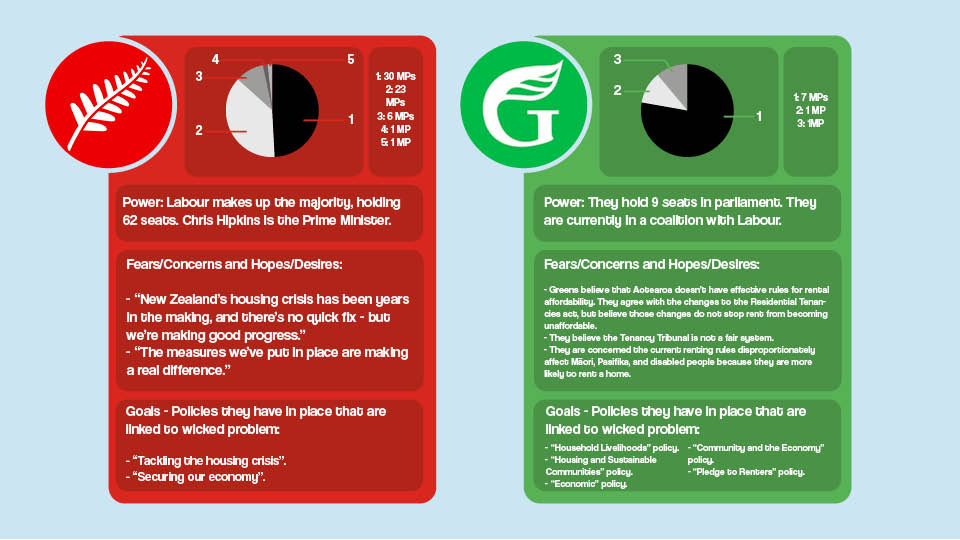 4
5
3
2
1
1: 30 MPs
2: 23
MPs
3: 6 MPs
4: 1 MP
5: 1 MP
Power: Labour makes up the majority, holding
62 seats. Chris Hipkins is the Prime Minister.
Fears/Concerns and Hopes/Desires:
- “New Zealand’s housing crisis has been years
in the making, and there’s no quick fix - but
we’re making good progress.”
- “The measures we’ve put in place are making
a real difference.”
Goals - Policies they have in place that are
linked to wicked problem:
- “Tackling the housing crisis”.
- “Securing our economy”.
G
3
2
1
1: 7 MPs
2: 1 MP
3: 1MP
Power: They hold 9 seats in parliament. They
are currently in a coalition with Labour.
Fears/Concerns and Hopes/Desires:
- Greens believe that Aotearoa doesn’t have effective rules for rental
affordability. They agree with the changes to the Residential Tenan-
cies act, but believe those changes do not stop rent from becoming
unaffordable.
- They believe the Tenancy Tribunal is not a fair system.
- They are concerned the current renting rules disproportionately
affect Māori, Pasifika, and disabled people because they are more
likely to rent a home.
Goals - Policies they have in place that are
linked to wicked problem:
- “Household Livelihoods” policy.
- “Housing and Sustainable
Communities” policy.
- “Economic” policy.
- “Community and the Economy”
policy.
- “Pledge to Renters” policy.